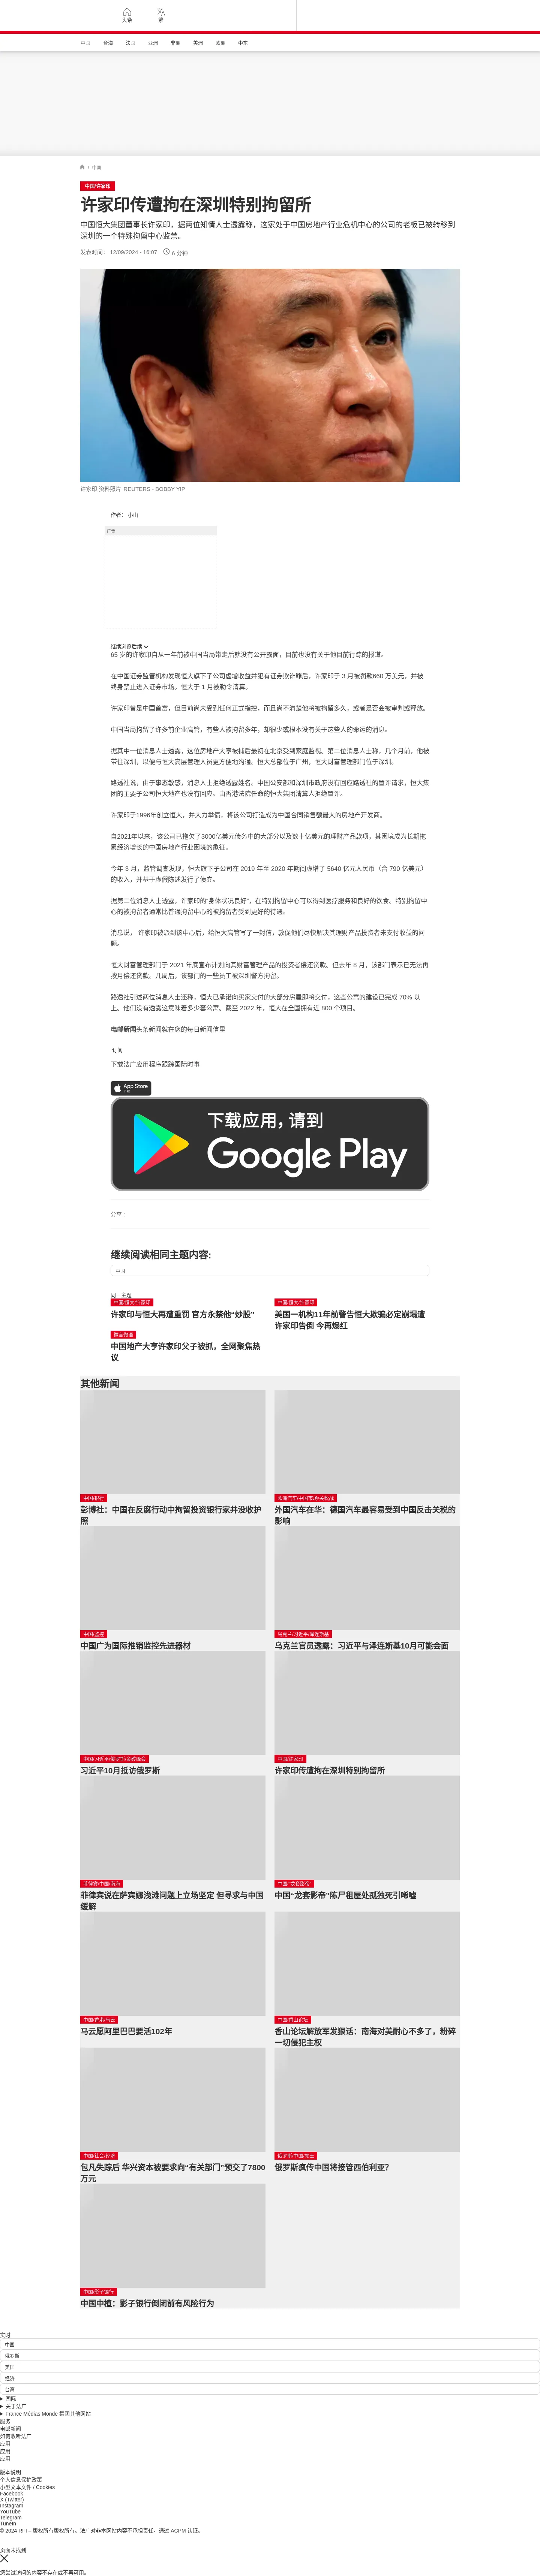 头条
繁
中国
台海
法国
亚洲
非洲
美洲
欧洲
中东
/ 中国
中国/许家印
许家印传遭拘在深圳特别拘留所
中国恒大集团董事长许家印，据两位知情人士透露称，这家处于中国房地产行业危机中心的公司的老板已被转移到
深圳的一个特殊拘留中心监禁。
发表时间： 12/09/2024 - 16:07
6 分钟
许家印 资料照片 REUTERS - BOBBY YIP
作者： 小山
广告
继续浏览后续
65 岁的许家印自从一年前被中国当局带走后就没有公开露面，目前也没有关于他目前行踪的报道。
在中国证券监管机构发现恒大旗下子公司虚增收益并犯有证券欺诈罪后，许家印于 3 月被罚款660 万美元，并被
终身禁止进入证券市场。恒大于 1 月被勒令清算。
许家印曾是中国首富，但目前尚未受到任何正式指控，而且尚不清楚他将被拘留多久，或者是否会被审判或释放。
中国当局拘留了许多前企业高管，有些人被拘留多年，却很少或根本没有关于这些人的命运的消息。
据其中一位消息人士透露，这位房地产大亨被捕后最初在北京受到家庭监视。第二位消息人士称，几个月前，他被
带往深圳，以便与恒大高层管理人员更方便地沟通。恒大总部位于广州，恒大财富管理部门位于深圳。
路透社说，由于事态敏感，消息人士拒绝透露姓名。中国公安部和深圳市政府没有回应路透社的置评请求，恒大集
团的主要子公司恒大地产也没有回应。由香港法院任命的恒大集团清算人拒绝置评。
许家印于1996年创立恒大，并大力举债，将该公司打造成为中国合同销售额最大的房地产开发商。
自2021年以来，该公司已拖欠了3000亿美元债务中的大部分以及数十亿美元的理财产品款项，其困境成为长期拖
累经济增长的中国房地产行业困境的象征。
今年 3 月，监管调查发现，恒大旗下子公司在 2019 年至 2020 年期间虚增了 5640 亿元人民币（合 790 亿美元）
的收入，并基于虚假陈述发行了债券。
据第二位消息人士透露，许家印的“身体状况良好”，在特别拘留中心可以得到医疗服务和良好的饮食。特别拘留中
心的被拘留者通常比普通拘留中心的被拘留者受到更好的待遇。
消息说， 许家印被送到该中心后，给恒大高管写了一封信，敦促他们尽快解决其理财产品投资者未支付收益的问
题。
恒大财富管理部门于 2021 年底宣布计划向其财富管理产品的投资者偿还贷款。但去年 8 月，该部门表示已无法再
按月偿还贷款。几周后，该部门的一些员工被深圳警方拘留。
路透社引述两位消息人士还称，恒大已承诺向买家交付的大部分房屋即将交付，这些公寓的建设已完成 70% 以
上。他们没有透露这意味着多少套公寓。截至 2022 年，恒大在全国拥有近 800 个项目。
电邮新闻头条新闻就在您的每日新闻信里
订阅
下载法广应用程序跟踪国际时事
App Store
下载应用，请到
Google Play
分享 :
继续阅读相同主题内容:
中国
同一主题
中国/恒大/许家印
许家印与恒大再遭重罚 官方永禁他“炒股”
中国/恒大/许家印
美国一机构11年前警告恒大欺骗必定崩塌遭
许家印告倒 今再爆红
微言微语
中国地产大亨许家印父子被抓，全网聚焦热
议
其他新闻
中国/银行
彭博社：中国在反腐行动中拘留投资银行家并没收护
照
欧洲汽车/中国市场/关税战
外国汽车在华：德国汽车最容易受到中国反击关税的
影响
中国/监控
中国广为国际推销监控先进器材
乌克兰/习近平/泽连斯基
乌克兰官员透露：习近平与泽连斯基10月可能会面
中国/习近平/俄罗斯/金砖峰会
习近平10月抵访俄罗斯
中国/许家印
许家印传遭拘在深圳特别拘留所
菲律宾/中国/南海
菲律宾说在萨宾娜浅滩问题上立场坚定 但寻求与中国
缓解
中国/“龙套影帝”
中国“龙套影帝”陈尸租屋处孤独死引唏嘘
中国/香港/马云
马云愿阿里巴巴要活102年
中国/香山论坛
香山论坛解放军发狠话：南海对美耐心不多了，粉碎
一切侵犯主权
中国/社会/经济
包凡失踪后 华兴资本被要求向“有关部门”预交了7800
万元
俄罗斯/中国/领土
俄罗斯疯传中国将接管西伯利亚?
中国/影子银行
中国中植：影子银行倒闭前有风险行为
实时
中国
俄罗斯
美国
经济
台湾
国际
关于法广
France Médias Monde 集团其他网站
服务
电邮新闻
如何收听法广
应用
应用
应用
版本说明
个人信息保护政策
小型文本文件 / Cookies
Facebook
X (Twitter)
Instagram
YouTube
Telegram
TuneIn
© 2024 RFI – 版权所有版权所有。法广对非本网站内容不承担责任。通过 ACPM 认证。
页面未找到
您尝试访问的内容不存在或不再可用。